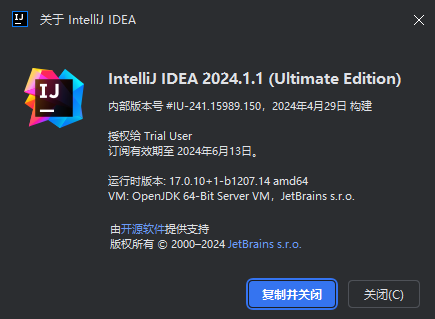 关于 IntelliJ IDEA
IJ
IntelliJ IDEA 2024.1.1 (Ultimate Edition)
内部版本号 #IU-241.15989.150，2024年4月29日 构建
授权给 Trial User
订阅有效期至 2024年6月13日。
运行时版本: 17.0.10+1-b1207.14 amd64
VM: OpenJDK 64-Bit Server VM，JetBrains s.r.o.
由开源软件提供支持
版权所有 © 2000–2024 JetBrains s.r.o.
复制并关闭
关闭(C)